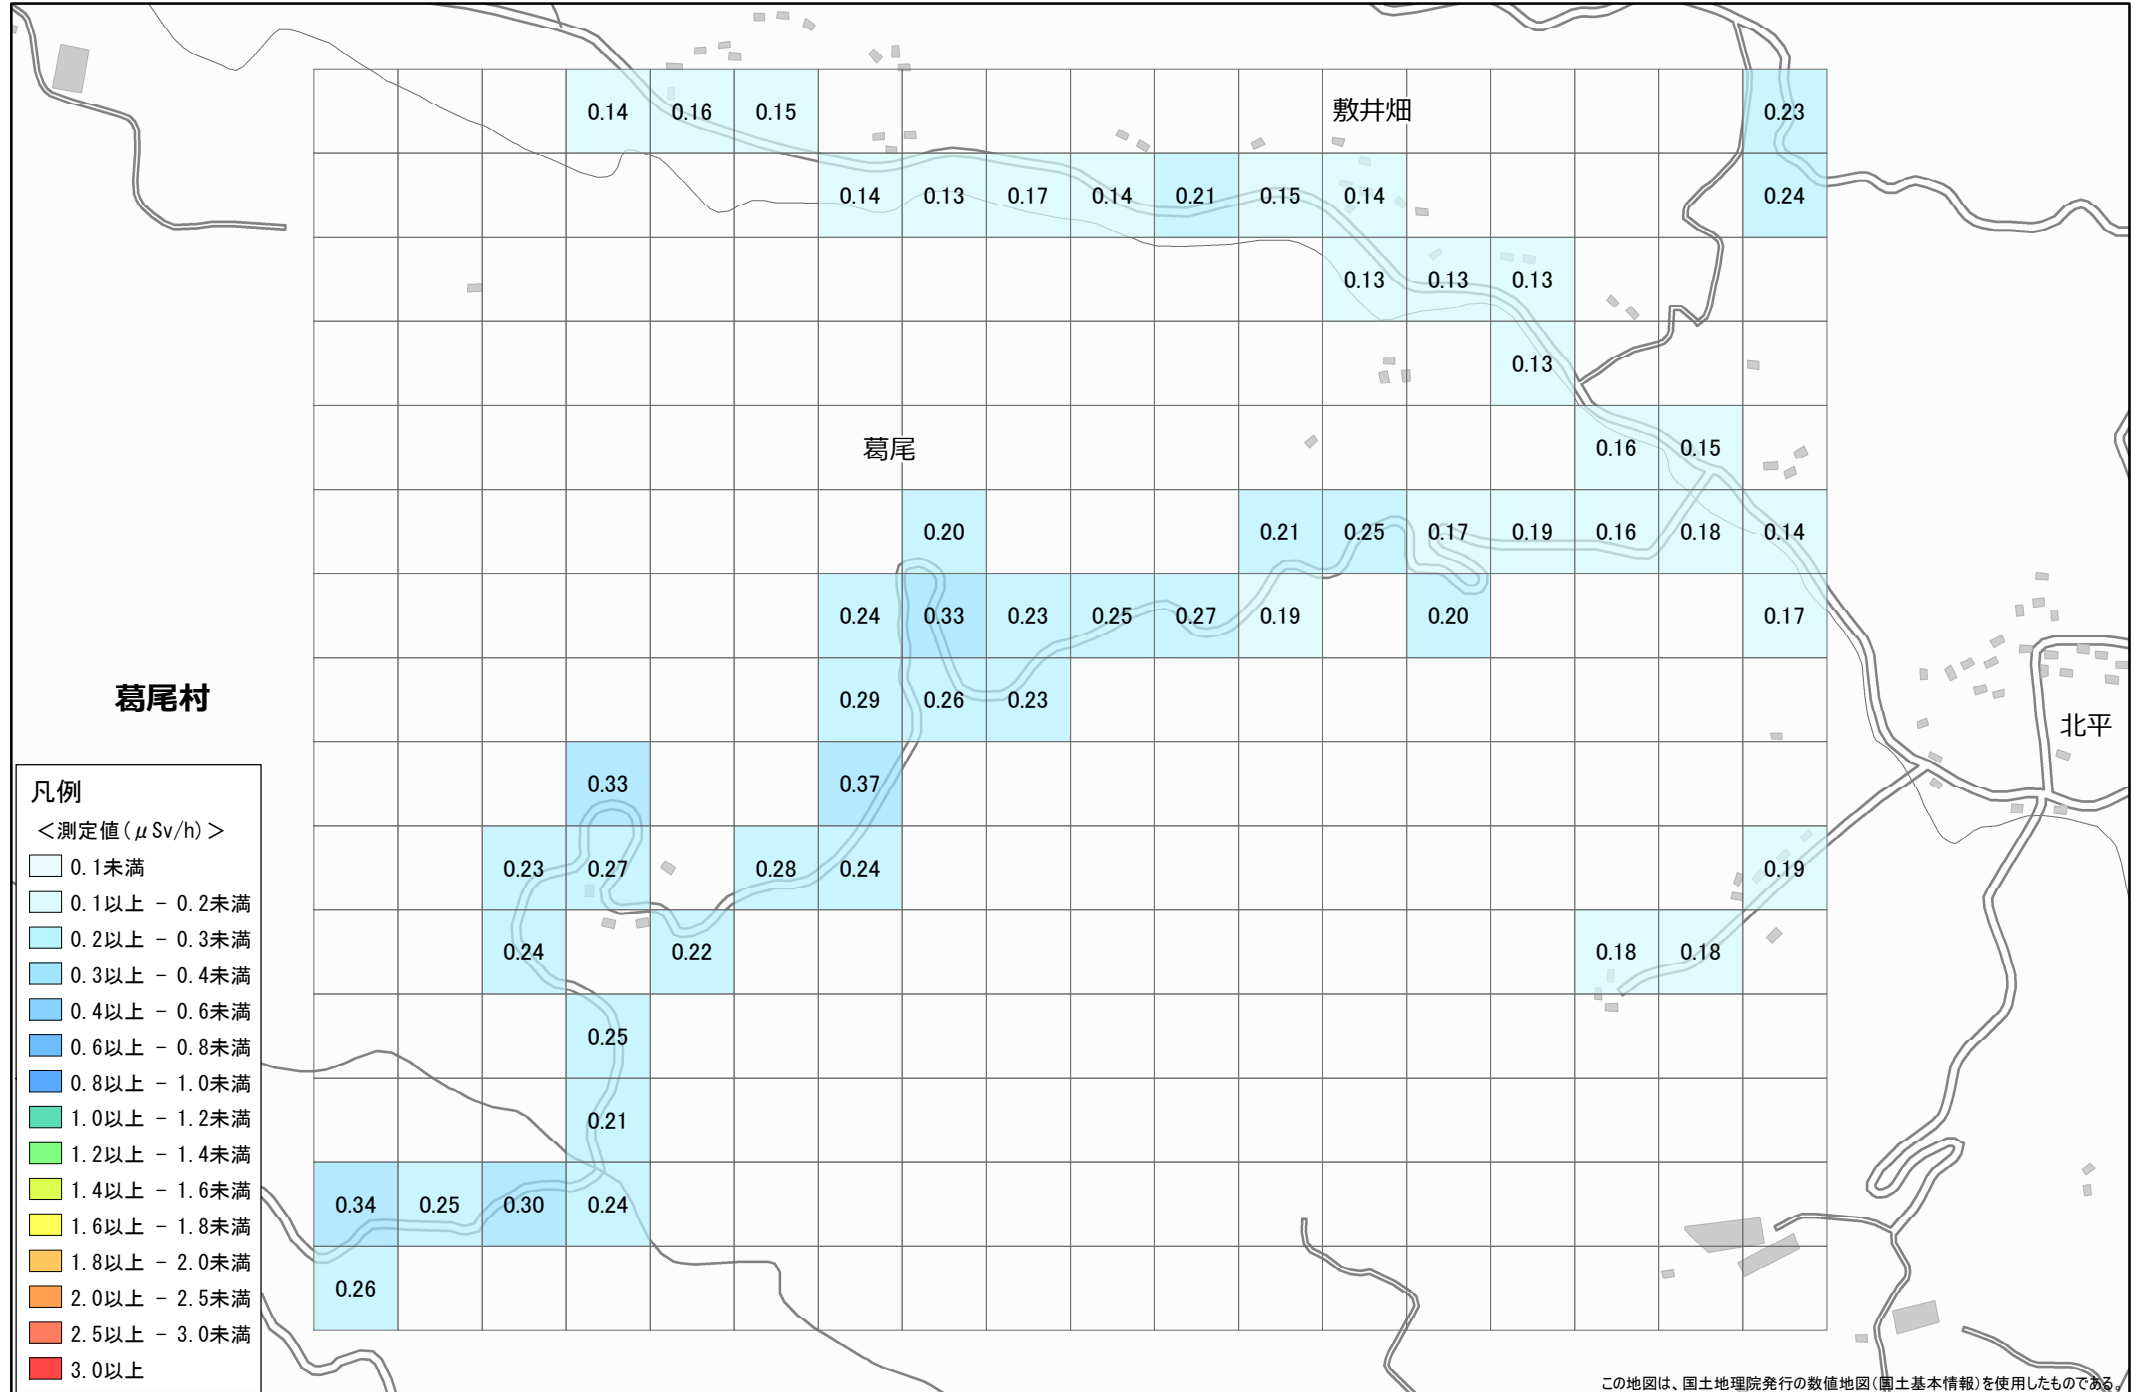 0.14 0.16 0.15 敷井畑 0.23
0.14 0.13 0.17 0.14 0.21 0.15 0.14 0.24
0.13 0.13 0.13
0.13
葛尾 0.16 0.15
0.20 0.21 0.25 0.17 0.19 0.16 0.18 0.14
0.24 0.33 0.23 0.25 0.27 0.19 0.20 0.17
葛尾村 0.29 0.26 0.23
北平
0.33 0.37
0.23 0.27 0.28 0.24 0.19
0.24 0.22 0.18 0.18
0.25
0.21
0.34 0.25 0.30 0.24
0.26
凡例
＜測定値(μSv/h)＞
0.1未満
0.1以上 － 0.2未満
0.2以上 － 0.3未満
0.3以上 － 0.4未満
0.4以上 － 0.6未満
0.6以上 － 0.8未満
0.8以上 － 1.0未満
1.0以上 － 1.2未満
1.2以上 － 1.4未満
1.4以上 － 1.6未満
1.6以上 － 1.8未満
1.8以上 － 2.0未満
2.0以上 － 2.5未満
2.5以上 － 3.0未満
3.0以上
この地図は、国土地理院発行の数値地図(国土基本情報)を使用したものである。